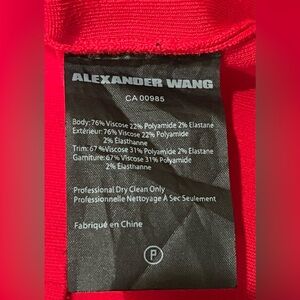 ALEXANDER WANG
CA 00985
Body:76% Viscose 22% Polyamide 2% Elastane
Extérieur: 76% Viscose 22% Polyamide
2% Élasthanne
Trim: 67%Viscose 31% Polyamide 2% Elastane
Garniture: 67% Viscose 31% Polyamide
2% Élasthanne
Professional Dry Clean Only
Professionnelle Nettoyage À Sec Seulement
Fabriqué en Chine
P